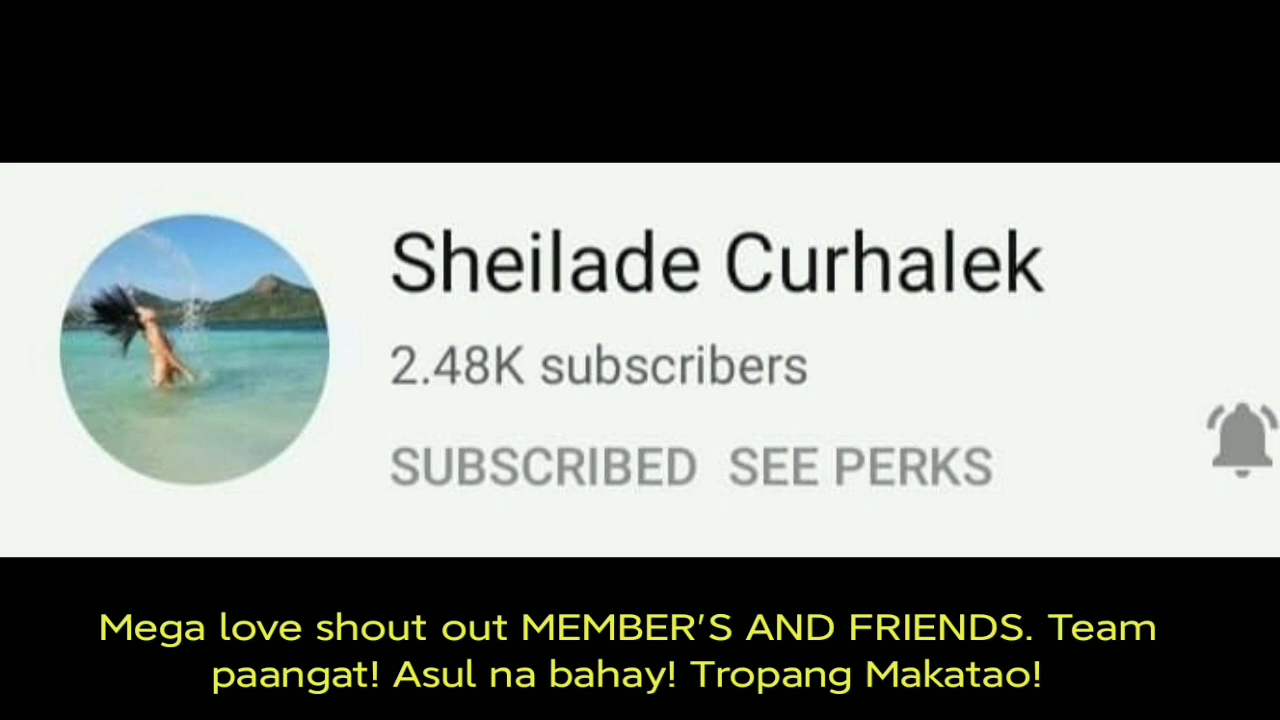 Sheilade Curhalek
2.48K subscribers
SUBSCRIBED SEE PERKS
Mega love shout out MEMBER'S AND FRIENDS. Team
paangat! Asul na bahay! Tropang Makatao!